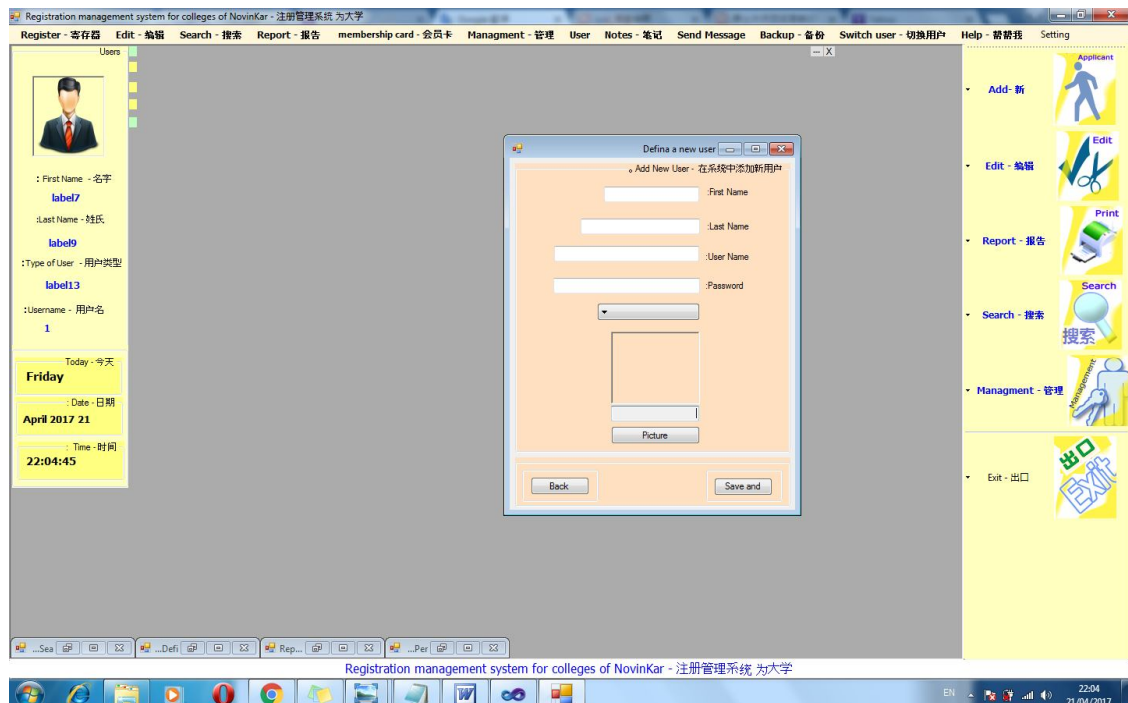 Registration management system for colleges of NovinKar - 注册管理系统 为大学
Register - 寄存器 Edit - 编辑 Search - 搜索 Report - 报告 membership card - 会员卡 Managment - 管理 User Notes - 笔记 Send Message Backup - 备份 Switch user - 切换用户 Help - 帮帮我 Setting
Users
: First Name - 名字
label7
:Last Name - 姓氏
label9
:Type of User - 用户类型
label13
:Username - 用户名
1
Today - 今天
Friday
: Date - 日期
April 2017 21
: Time - 时间
22:04:45
-- X
Defina a new user
。Add New User - 在系统中添加新用户
:First Name
:Last Name
:User Name
:Password
Picture
Back
Save and
Add- 新
Applicant
Edit - 编辑
Edit
Report - 报告
Print
Search - 搜索
Search
搜索
Managment - 管理
Management
Exit - 出口
出口
Exit
...Sea
...Defi
Rep...
...Per
Registration management system for colleges of NovinKar - 注册管理系统 为大学
EN
22:04
21/04/2017